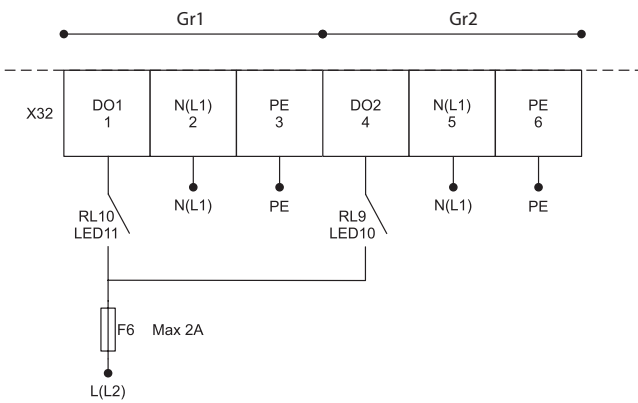 Gr1 Gr2
X32
DO1 N(L1) PE DO2 N(L1) PE
1 2 3 4 5 6
N(L1) PE N(L1) PE
RL10 RL9
LED11 LED10
F6 Max 2A
L(L2)